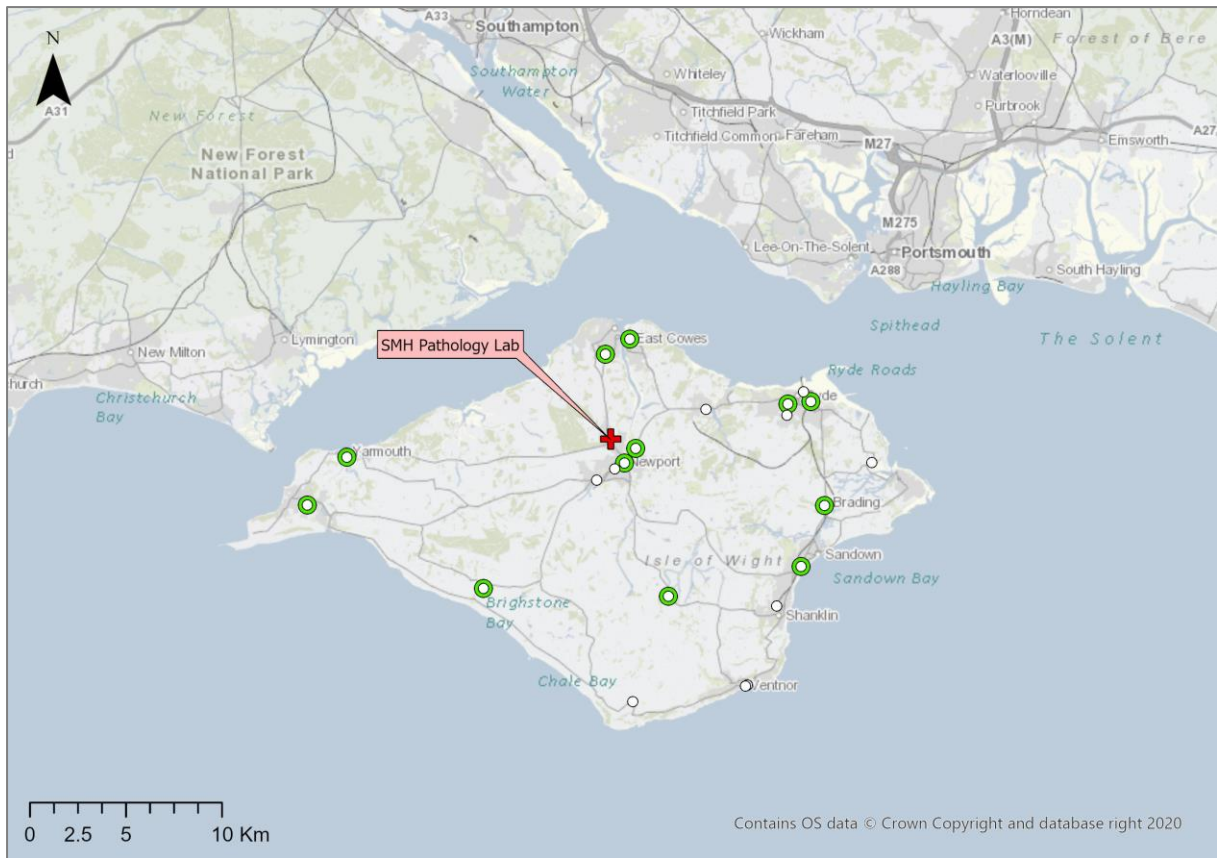 A33
Southampton
Horndean
Wickham
A3(M)
Forest of Bere
N
Southampton
Water
Whiteley
Waterlooville
A31
New Forest
Titchfield Park
Purbrook
Titchfield Common
Fareham
A27
Emsworth
M27
New Forest
National Park
M275
Lee-On-The-Solent
Portsmouth
A288
South Hayling
Hayling Bay
Spithead
The Solent
Lymington
SMH Pathology Lab
East Cowes
New Milton
Ryde Roads
church
Christchurch
Bay
yde
Yarmouth
Newport
Brading
Isle of Wight
Sandown
Sandown Bay
Brighstone
Bay
Shanklin
Chale Bay
Ventnor
0 2.5 5 10 Km
Contains OS data © Crown Copyright and database right 2020